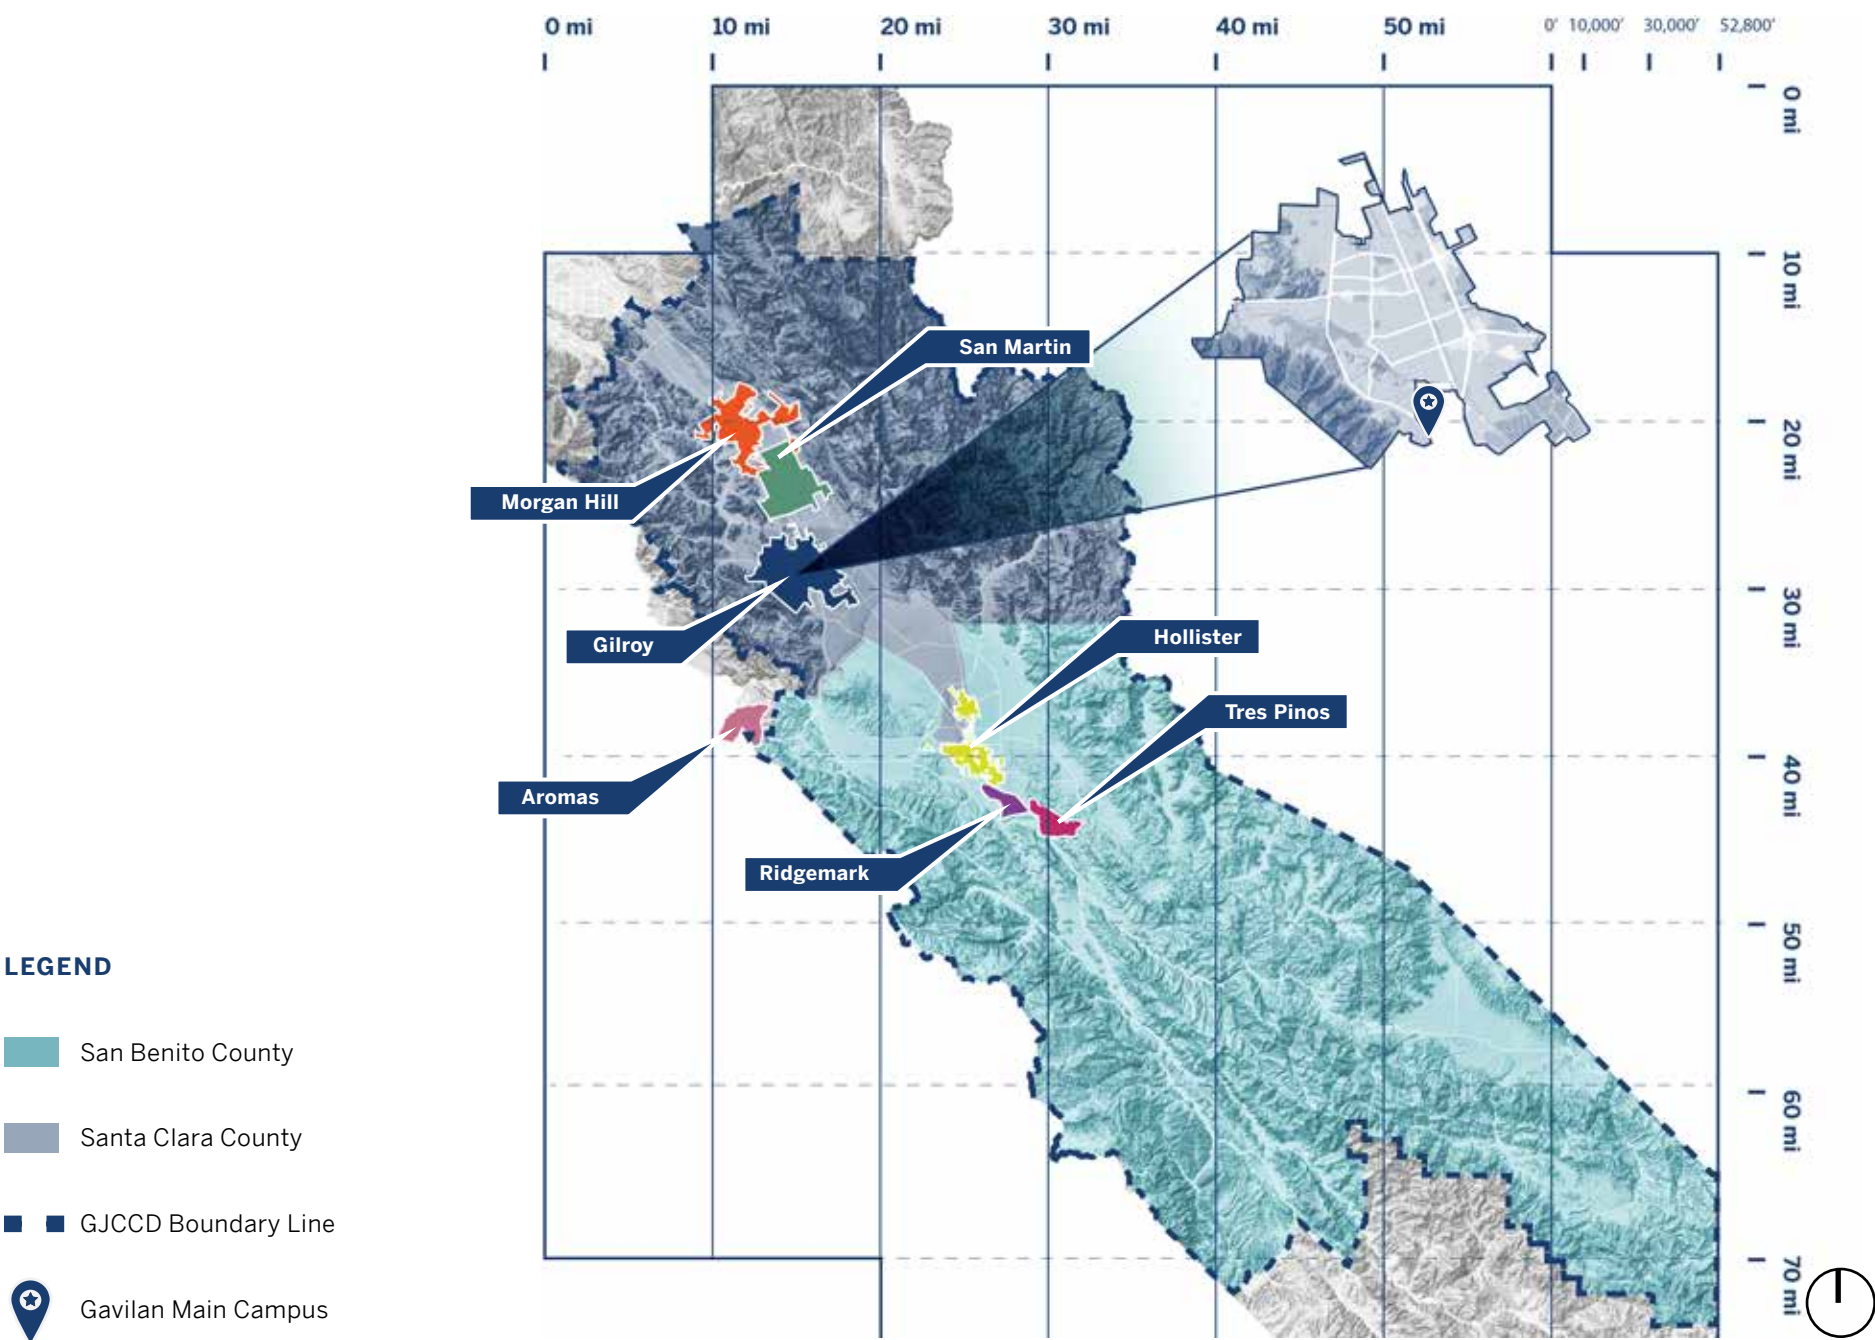 0 mi 10 mi 20 mi 30 mi 40 mi 50 mi 0' 10,000' 30,000' 52,800'
0 mi
10 mi
20 mi
30 mi
40 mi
50 mi
60 mi
70 mi
San Martin
Morgan Hill
Gilroy
Hollister
Tres Pinos
Aromas
Ridgemark
LEGEND
San Benito County
Santa Clara County
GJCCD Boundary Line
Gavilan Main Campus